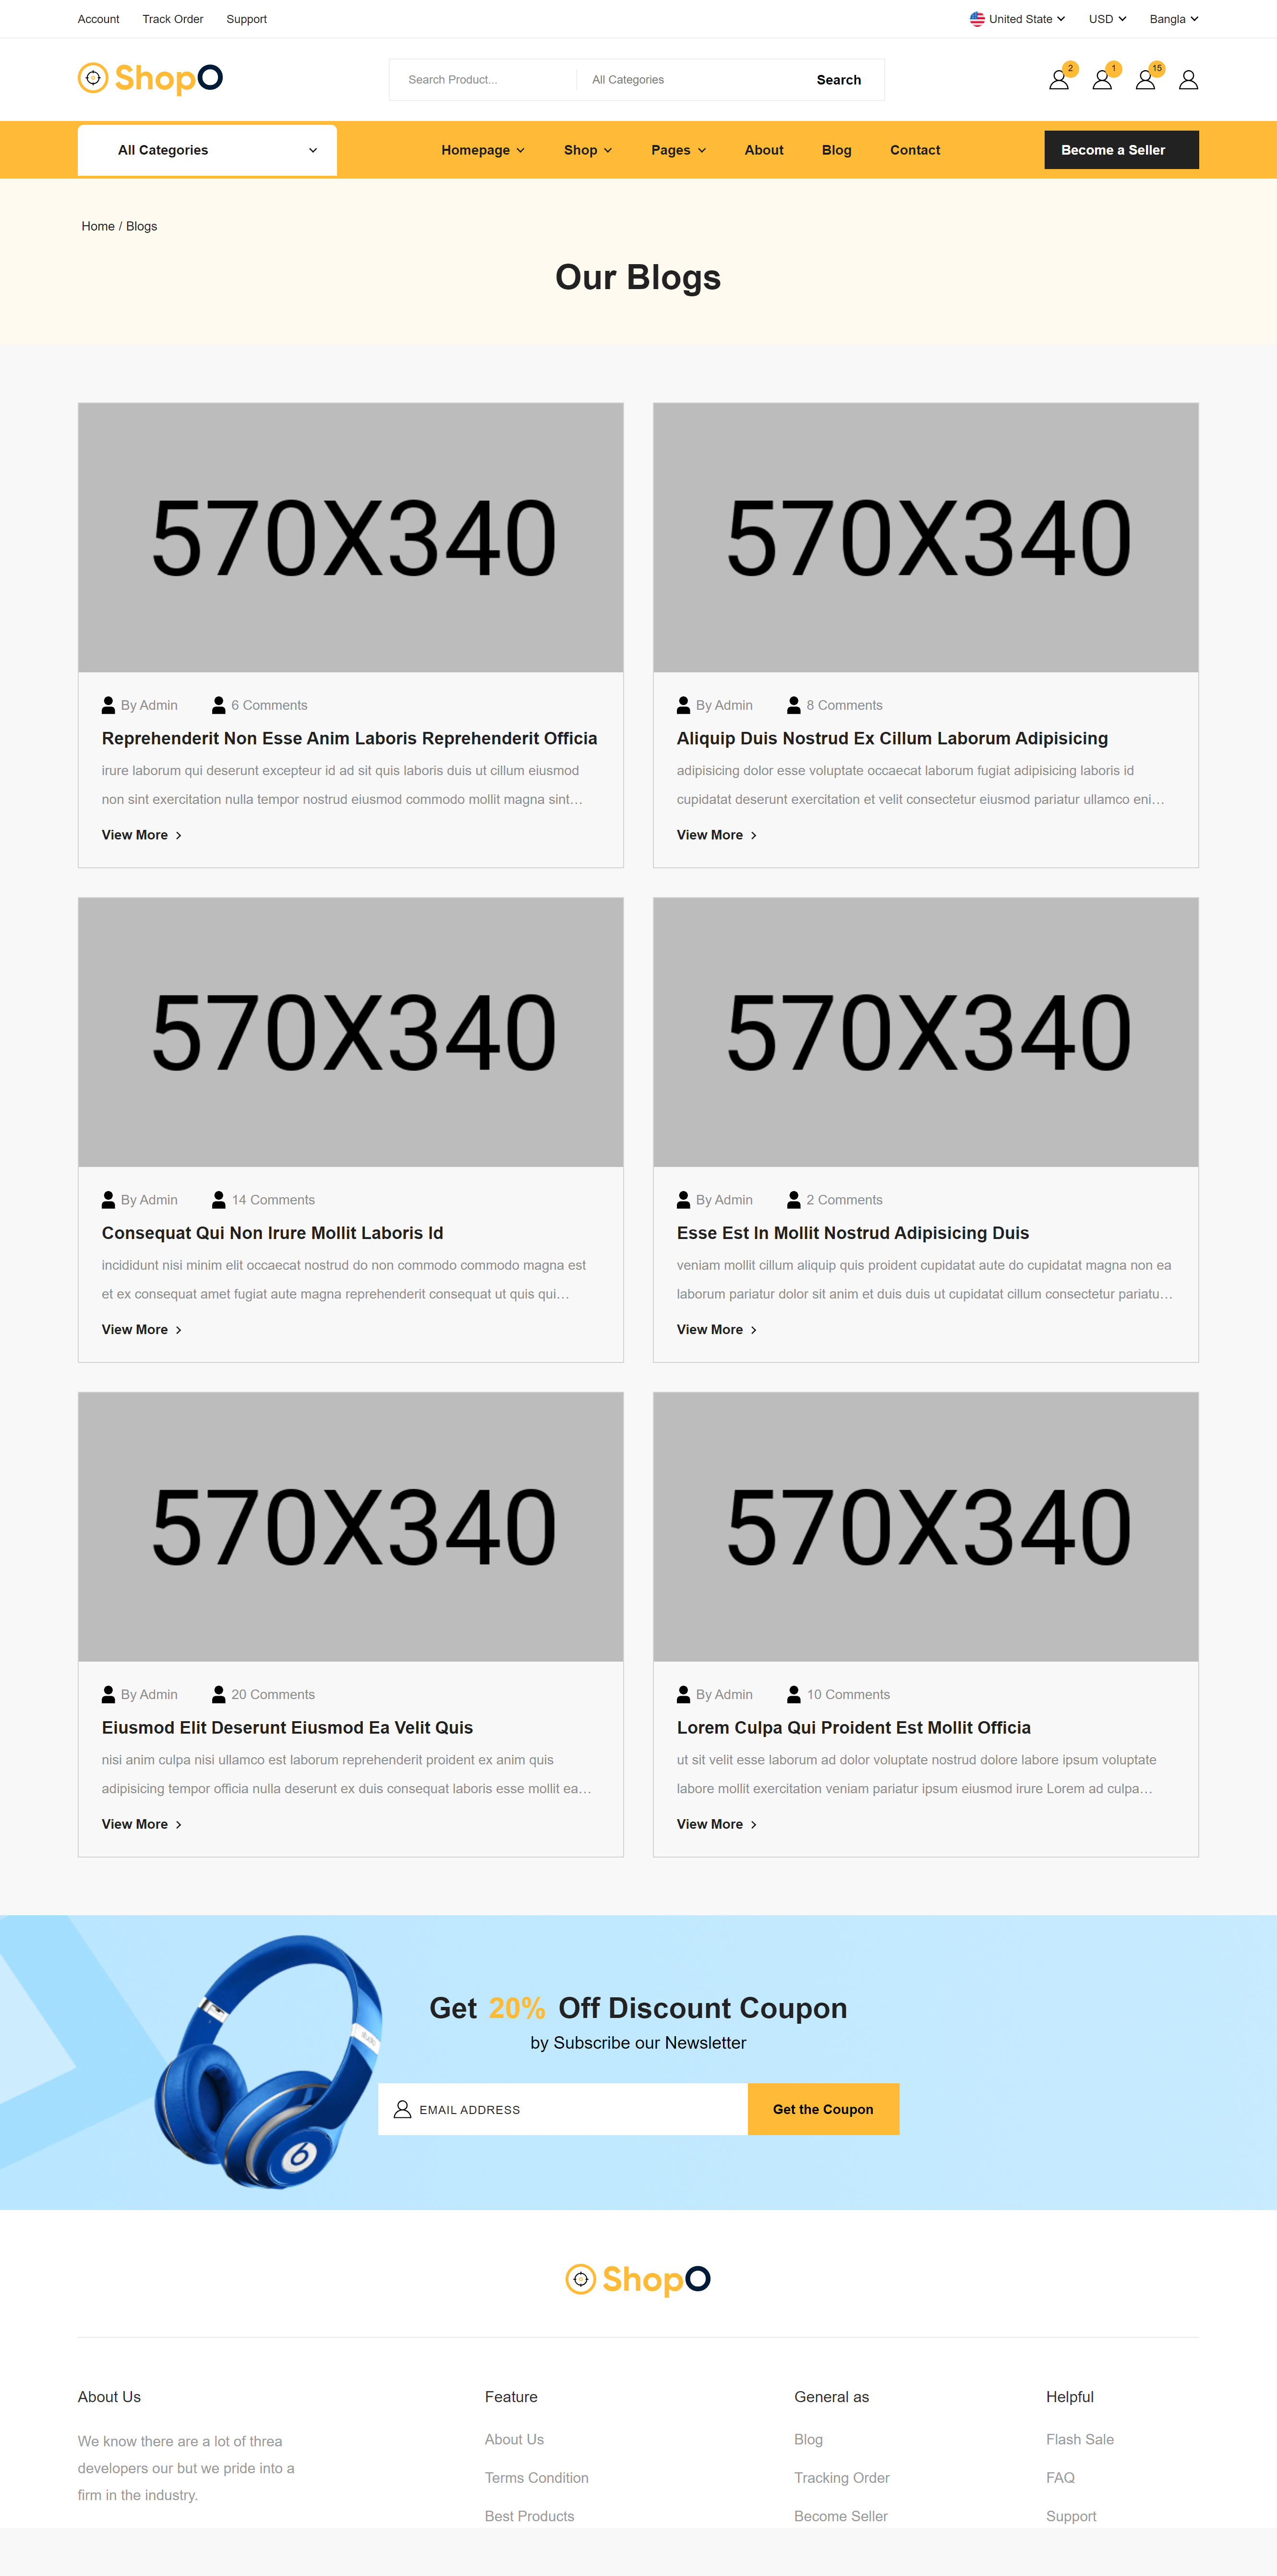 Account Track Order Support United State USD Bangla
ShopO Search Product... All Categories Search 2 1 15
All Categories Homepage Shop Pages About Blog Contact Become a Seller
Home / Blogs
Our Blogs
570X340
By Admin 6 Comments
Reprehenderit Non Esse Anim Laboris Reprehenderit Officia
irure laborum qui deserunt excepteur id ad sit quis laboris duis ut cillum eiusmod
non sint exercitation nulla tempor nostrud eiusmod commodo mollit magna sint…
View More
570X340
By Admin 8 Comments
Aliquip Duis Nostrud Ex Cillum Laborum Adipisicing
adipisicing dolor esse voluptate occaecat laborum fugiat adipisicing laboris id
cupidatat deserunt exercitation et velit consectetur eiusmod pariatur ullamco eni…
View More
570X340
By Admin 14 Comments
Consequat Qui Non Irure Mollit Laboris Id
incididunt nisi minim elit occaecat nostrud do non commodo commodo magna est
et ex consequat amet fugiat aute magna reprehenderit consequat ut quis qui…
View More
570X340
By Admin 2 Comments
Esse Est In Mollit Nostrud Adipisicing Duis
veniam mollit cillum aliquip quis proident cupidatat aute do cupidatat magna non ea
laborum pariatur dolor sit anim et duis duis ut cupidatat cillum consectetur pariatu…
View More
570X340
By Admin 20 Comments
Eiusmod Elit Deserunt Eiusmod Ea Velit Quis
nisi anim culpa nisi ullamco est laborum reprehenderit proident ex anim quis
adipisicing tempor officia nulla deserunt ex duis consequat laboris esse mollit ea…
View More
570X340
By Admin 10 Comments
Lorem Culpa Qui Proident Est Mollit Officia
ut sit velit esse laborum ad dolor voluptate nostrud dolore labore ipsum voluptate
labore mollit exercitation veniam pariatur ipsum eiusmod irure Lorem ad culpa…
View More
Get 20% Off Discount Coupon
by Subscribe our Newsletter
EMAIL ADDRESS Get the Coupon
ShopO
About Us
We know there are a lot of threa
developers our but we pride into a
firm in the industry.
Feature
About Us
Terms Condition
Best Products
General as
Blog
Tracking Order
Become Seller
Helpful
Flash Sale
FAQ
Support